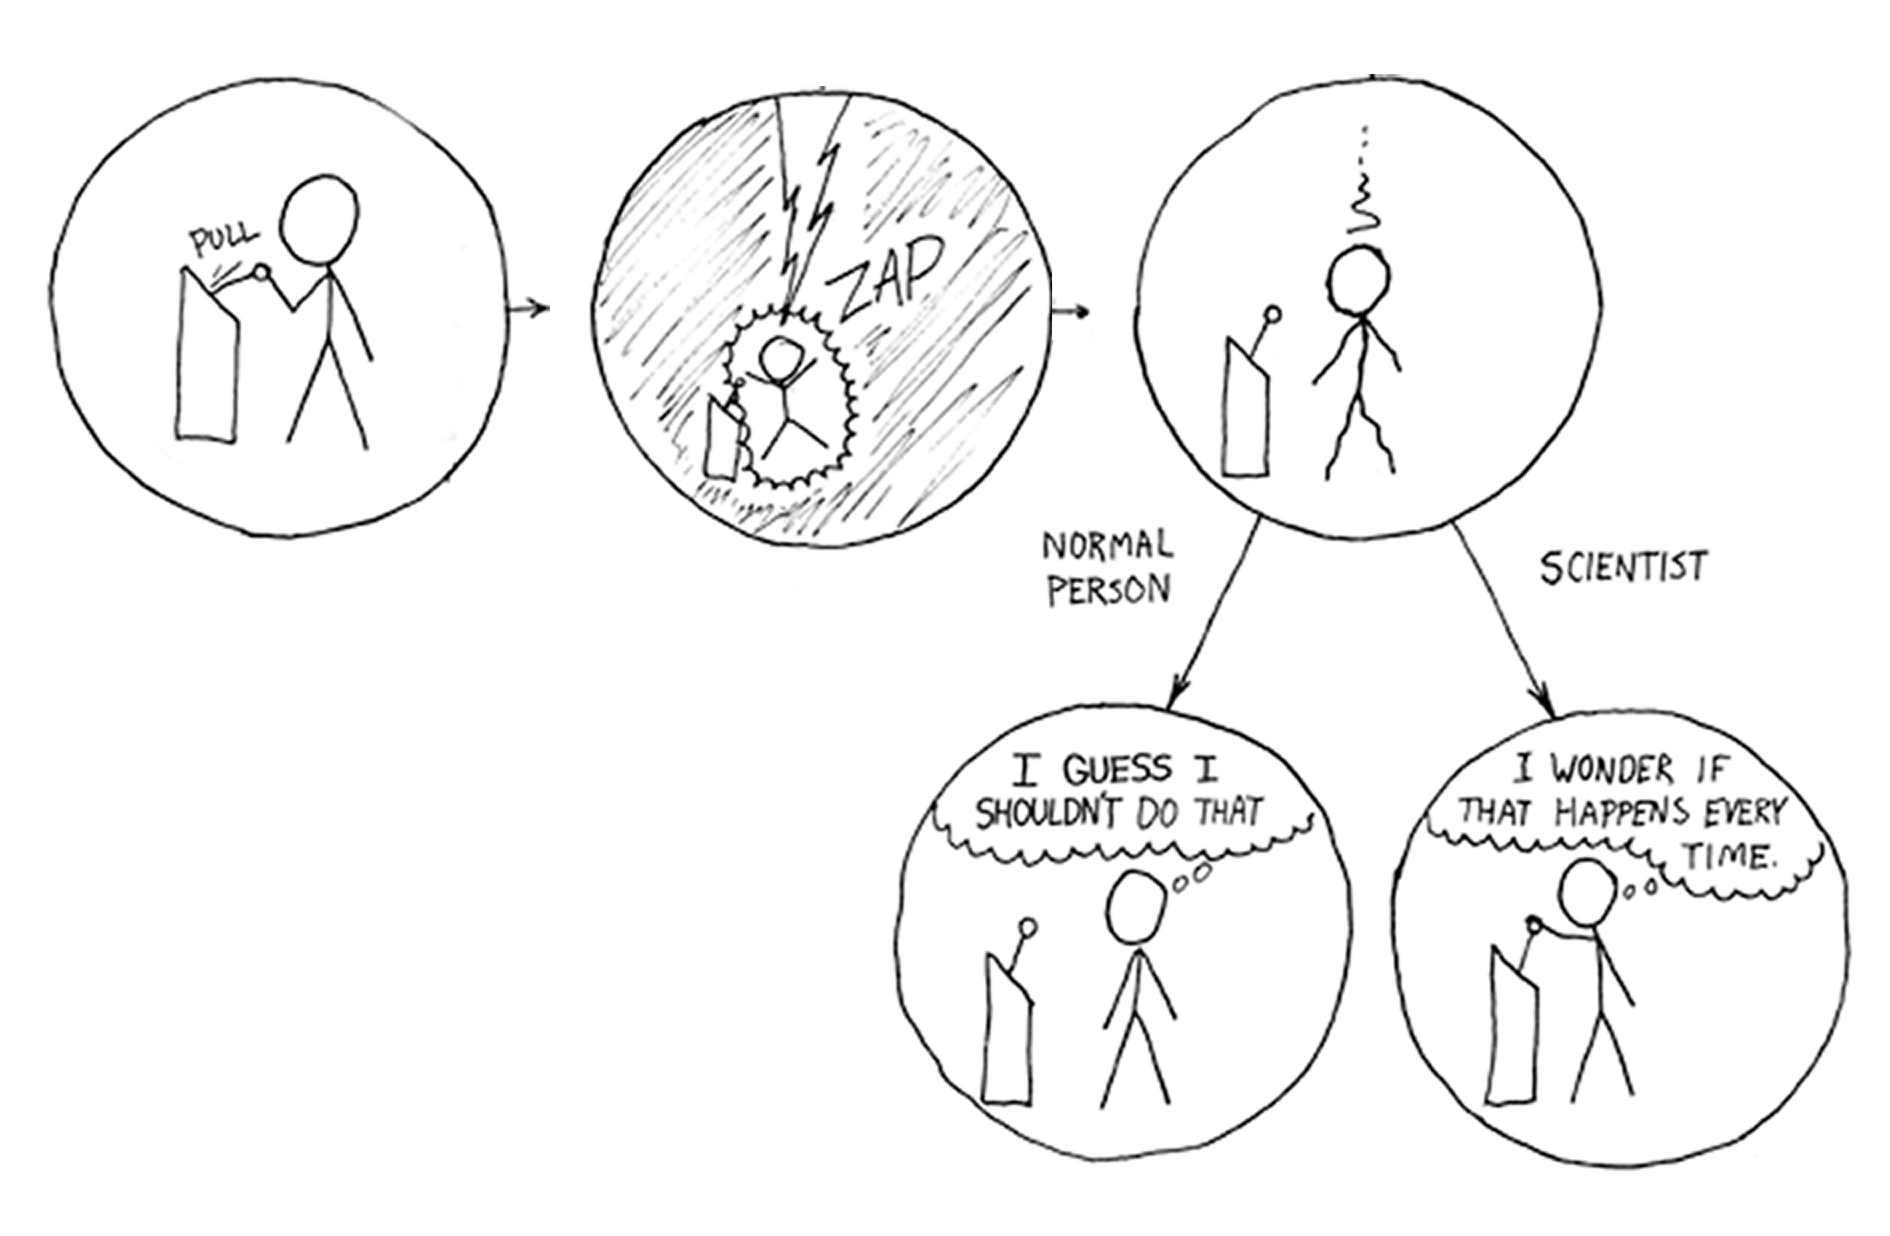 PULL
ZAP
NORMAL
PERSON
SCIENTIST
I GUESS I
SHOULDN'T DO THAT
I WONDER IF
THAT HAPPENS EVERY
TIME.